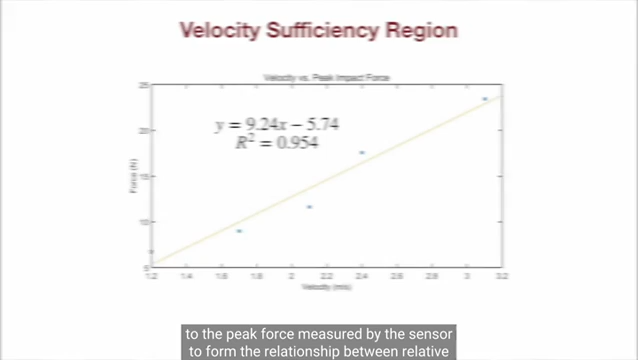 Velocity Sufficiency Region
Velocity vs. Peak Impact Force
25
y = 9.24x − 5.74
R² = 0.954
20
15
10
5
Force (N)
1.2 1.4 1.6 1.8 2 2.2 2.4 2.6 2.8 3 3.2
Velocity (m/s)
to the peak force measured by the sensor
to form the relationship between relative